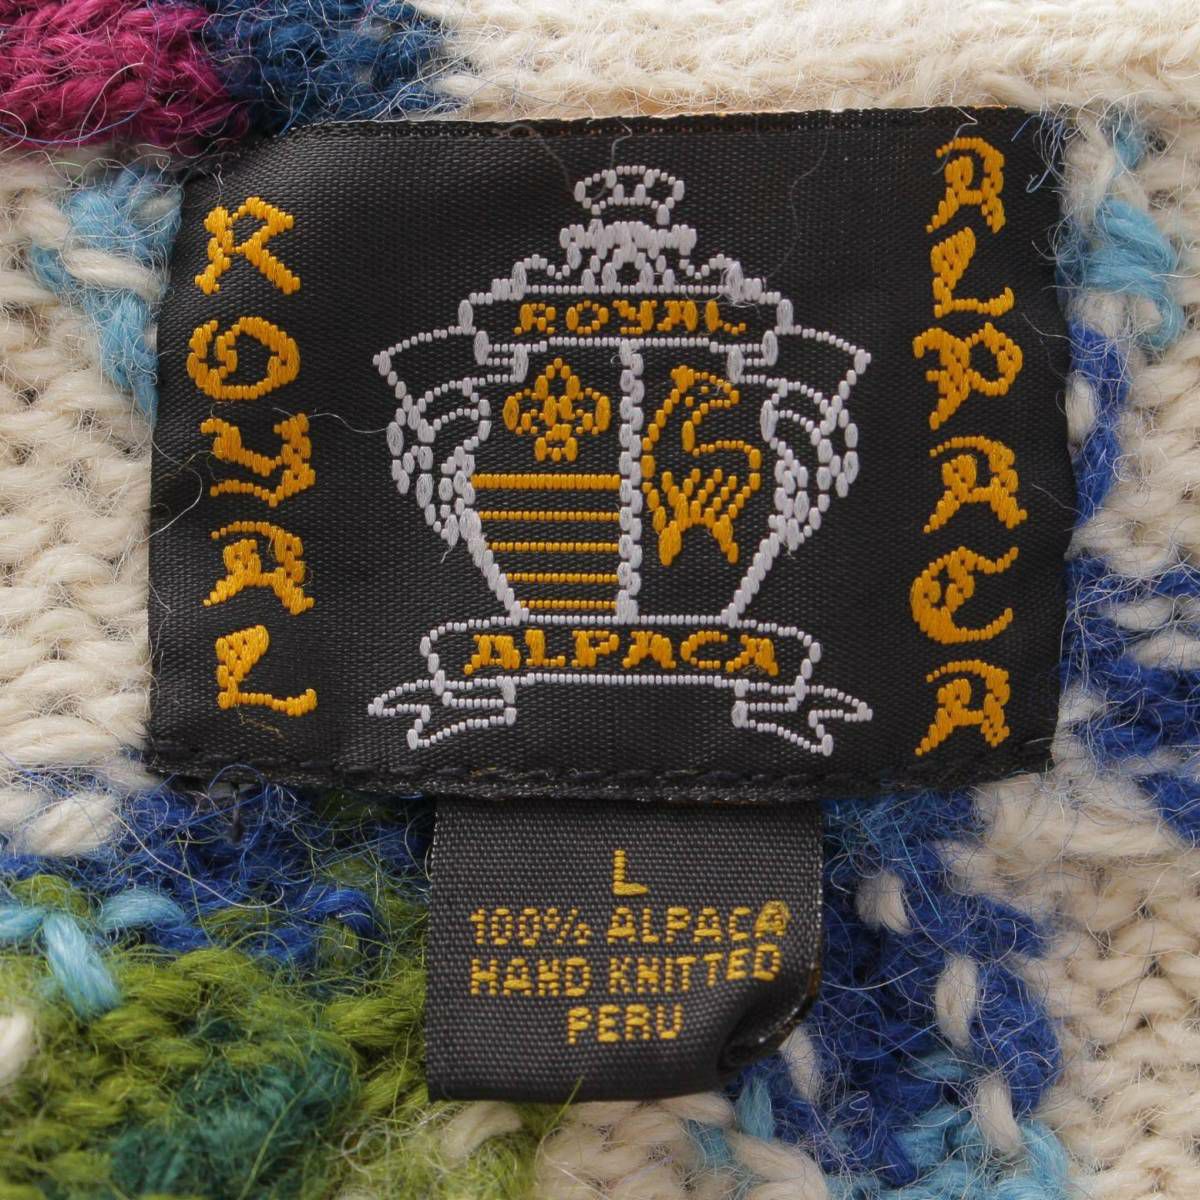 ROYAL
ROYAL
ALPACA
ALPACA
L
100% ALPACA
HAND KNITTED
PERU